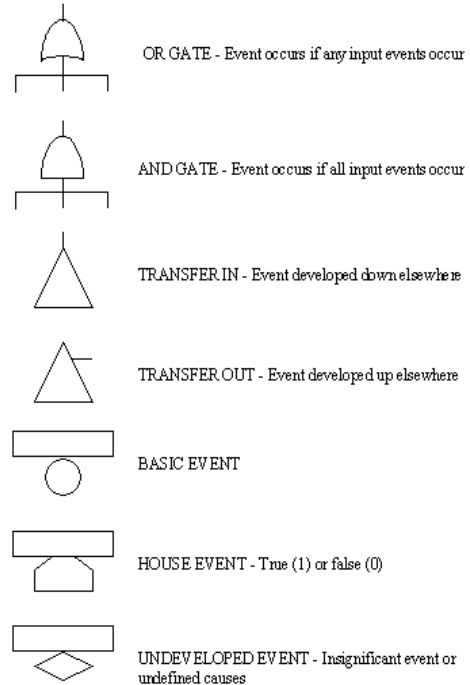 OR GATE - Event occurs if any input events occur
AND GATE - Event occurs if all input events occur
TRANSFER IN - Event developed down elsewhere
TRANSFER OUT - Event developed up elsewhere
BASIC EVENT
HOUSE EVENT - True (1) or false (0)
UNDEVELOPED EVENT - Insignificant event or
undefined causes